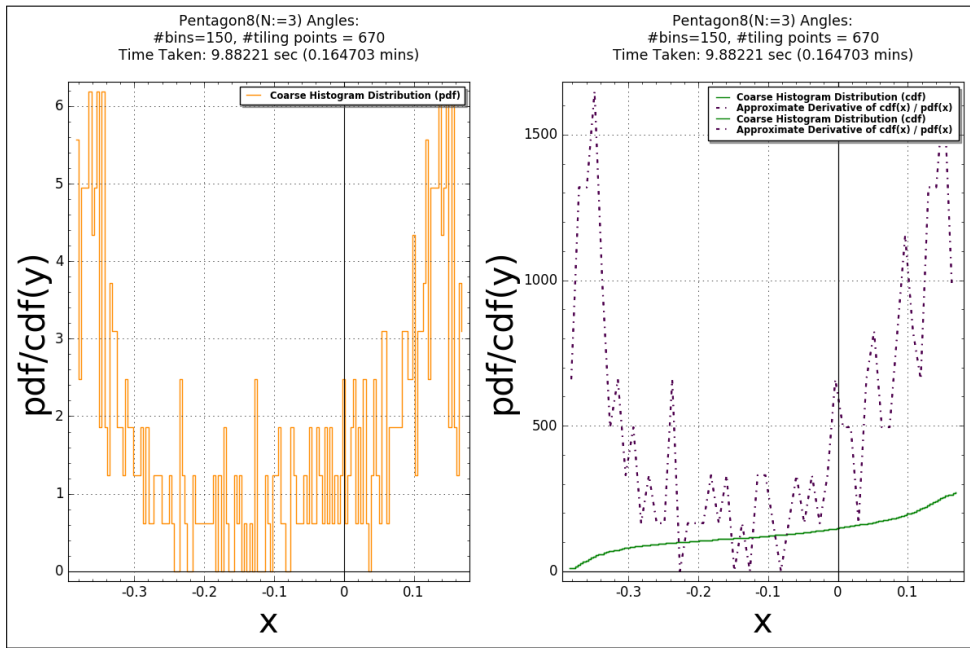 Pentagon8(N:=3) Angles:
#bins=150, #tiling points = 670
Time Taken: 9.88221 sec (0.164703 mins)
Coarse Histogram Distribution (pdf)
pdf/cdf(y)
6
5
4
3
2
1
0
-0.3
-0.2
-0.1
0
0.1
x
Pentagon8(N:=3) Angles:
#bins=150, #tiling points = 670
Time Taken: 9.88221 sec (0.164703 mins)
Coarse Histogram Distribution (cdf)
Approximate Derivative of cdf(x) / pdf(x)
Coarse Histogram Distribution (cdf)
Approximate Derivative of cdf(x) / pdf(x)
pdf/cdf(y)
1500
1000
500
0
-0.3
-0.2
-0.1
0
0.1
x